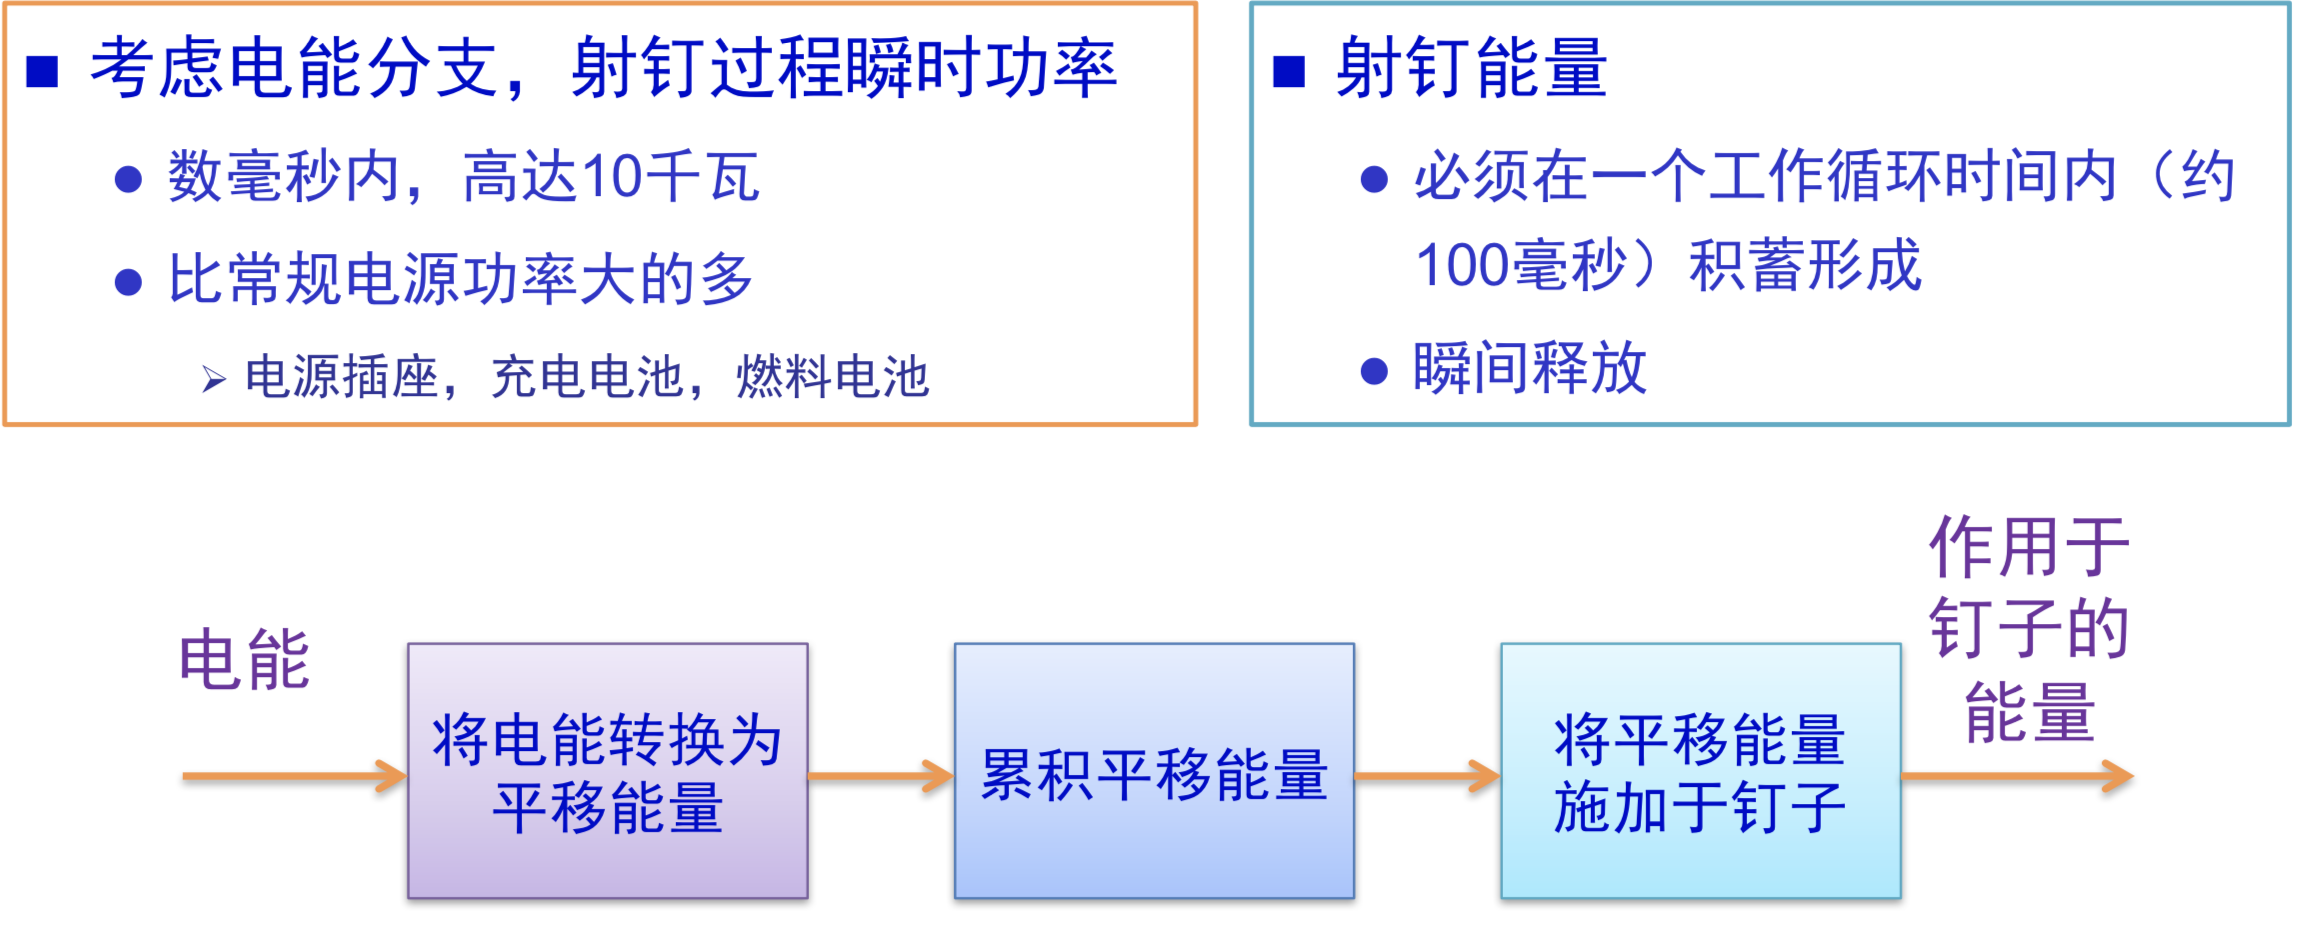 考虑电能分支，射钉过程瞬时功率
数毫秒内，高达10千瓦
比常规电源功率大的多
电源插座，充电电池，燃料电池
射钉能量
必须在一个工作循环时间内（约
100毫秒）积蓄形成
瞬间释放
电能
将电能转换为
平移能量
累积平移能量
将平移能量
施加于钉子
作用于
钉子的
能量